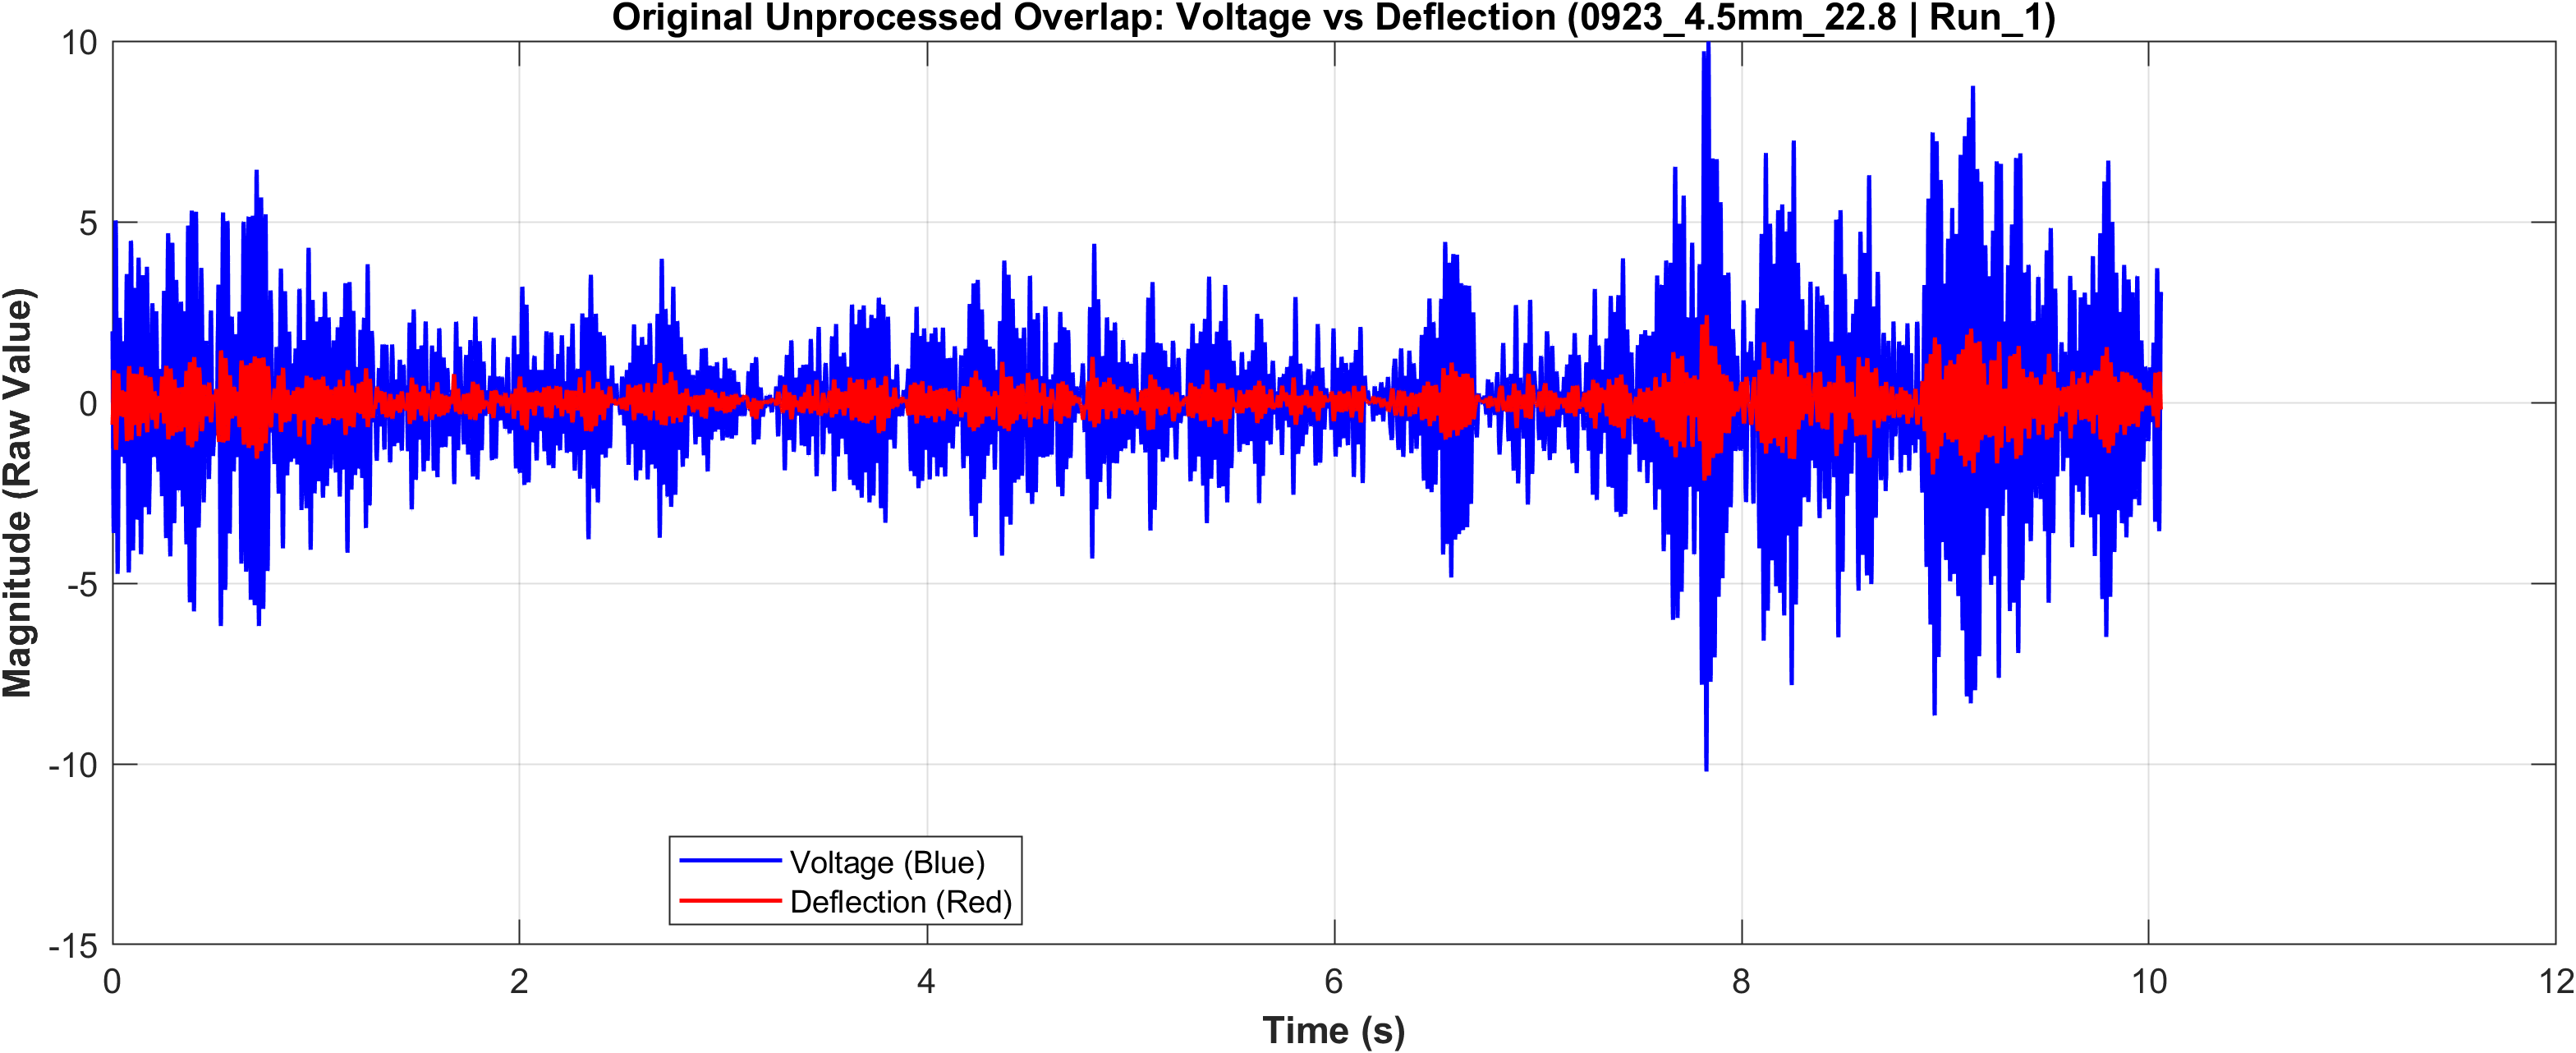 Original Unprocessed Overlap: Voltage vs Deflection (0923_4.5mm_22.8 | Run_1)
Magnitude (Raw Value)
10
5
0
-5
-10
-15
Voltage (Blue)
Deflection (Red)
0 2 4 6 8 10 12
Time (s)